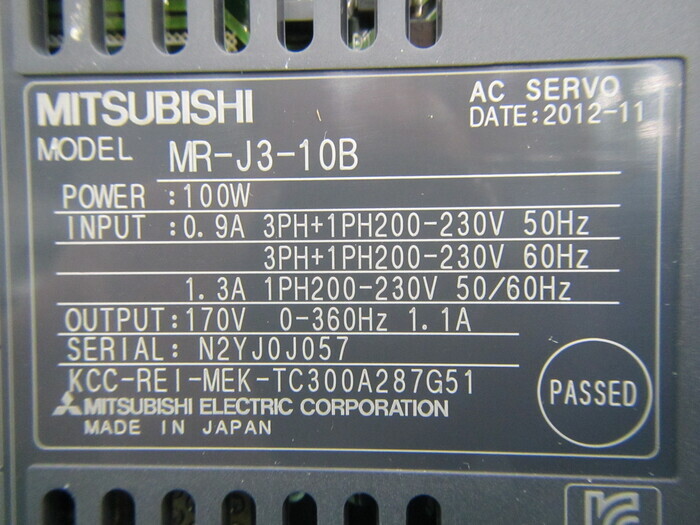 MITSUBISHI
AC SERVO
DATE:2012-11
MODEL MR-J3-10B
POWER :100W
INPUT :0.9A 3PH+1PH200-230V 50Hz
3PH+1PH200-230V 60Hz
1.3A 1PH200-230V 50/60Hz
OUTPUT:170V 0-360Hz 1.1A
SERIAL: N2YJ0J057
KCC-REI-MEK-TC300A287G51
PASSED
MITSUBISHI ELECTRIC CORPORATION
MADE IN JAPAN